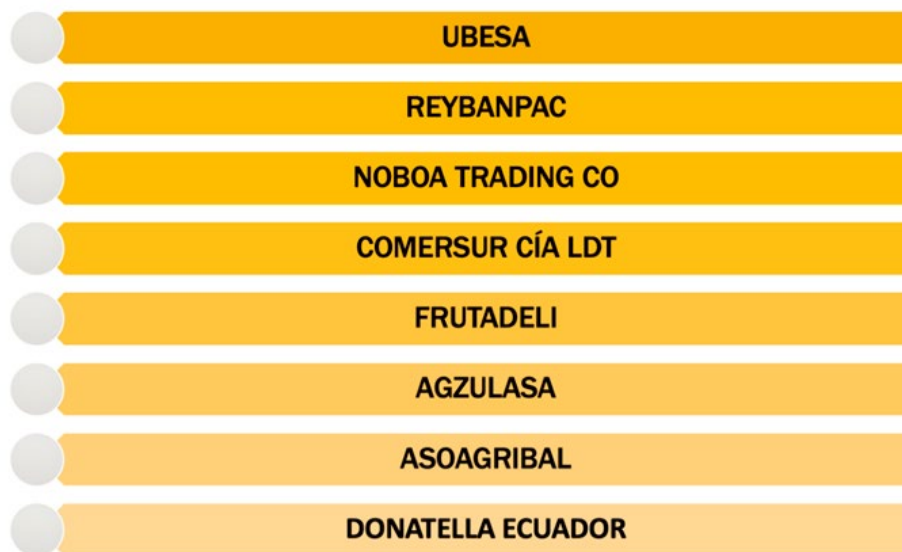 UBESA
REYBANPAC
NOBOA TRADING CO
COMERSUR CÍA LDT
FRUTADELI
AGZULASA
ASOAGRIBAL
DONATELLA ECUADOR